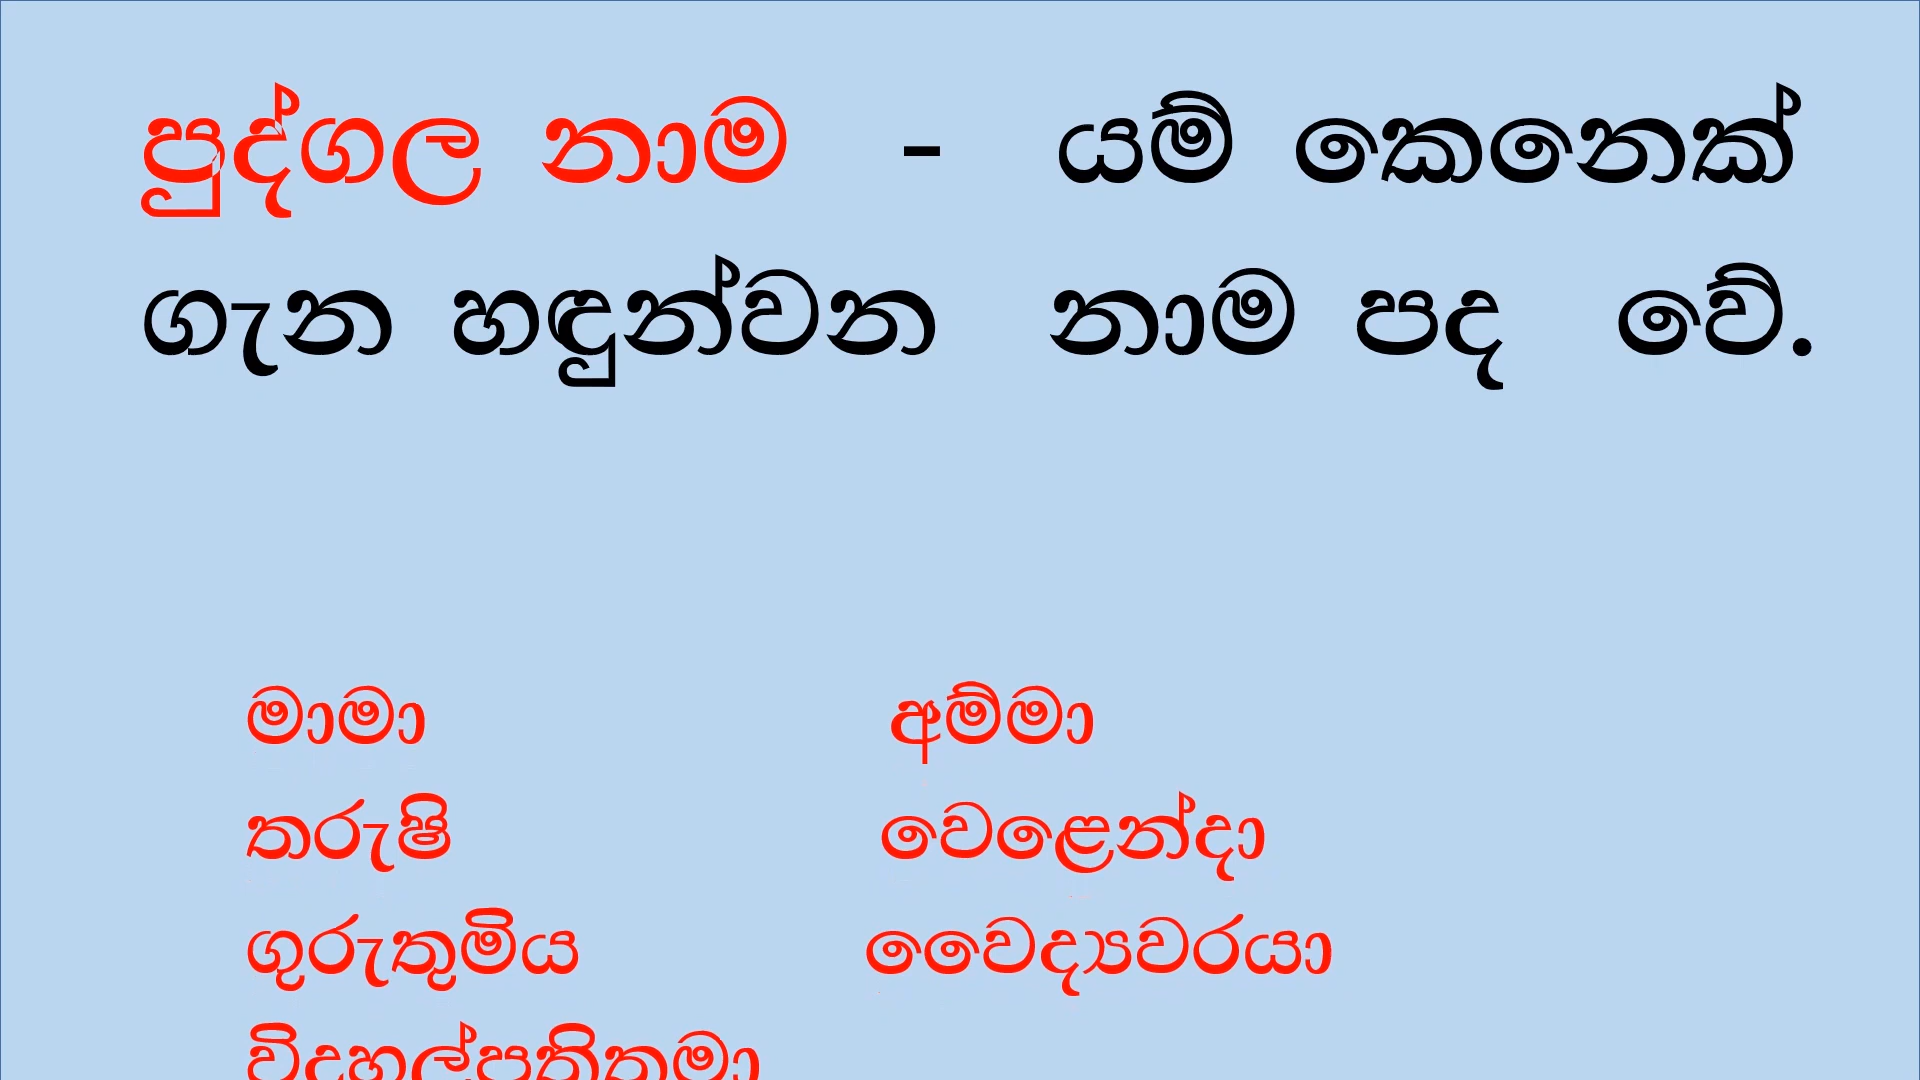 පුද්ගල නාම - යම් කෙනෙක්
ගැන හඳුන්වන නාම පද වේ.
මාමා අම්මා
තරුෂි වෙළෙන්දා
ගුරුතුමිය වෛද්‍යවරයා
විදුහල්පතිතුමා